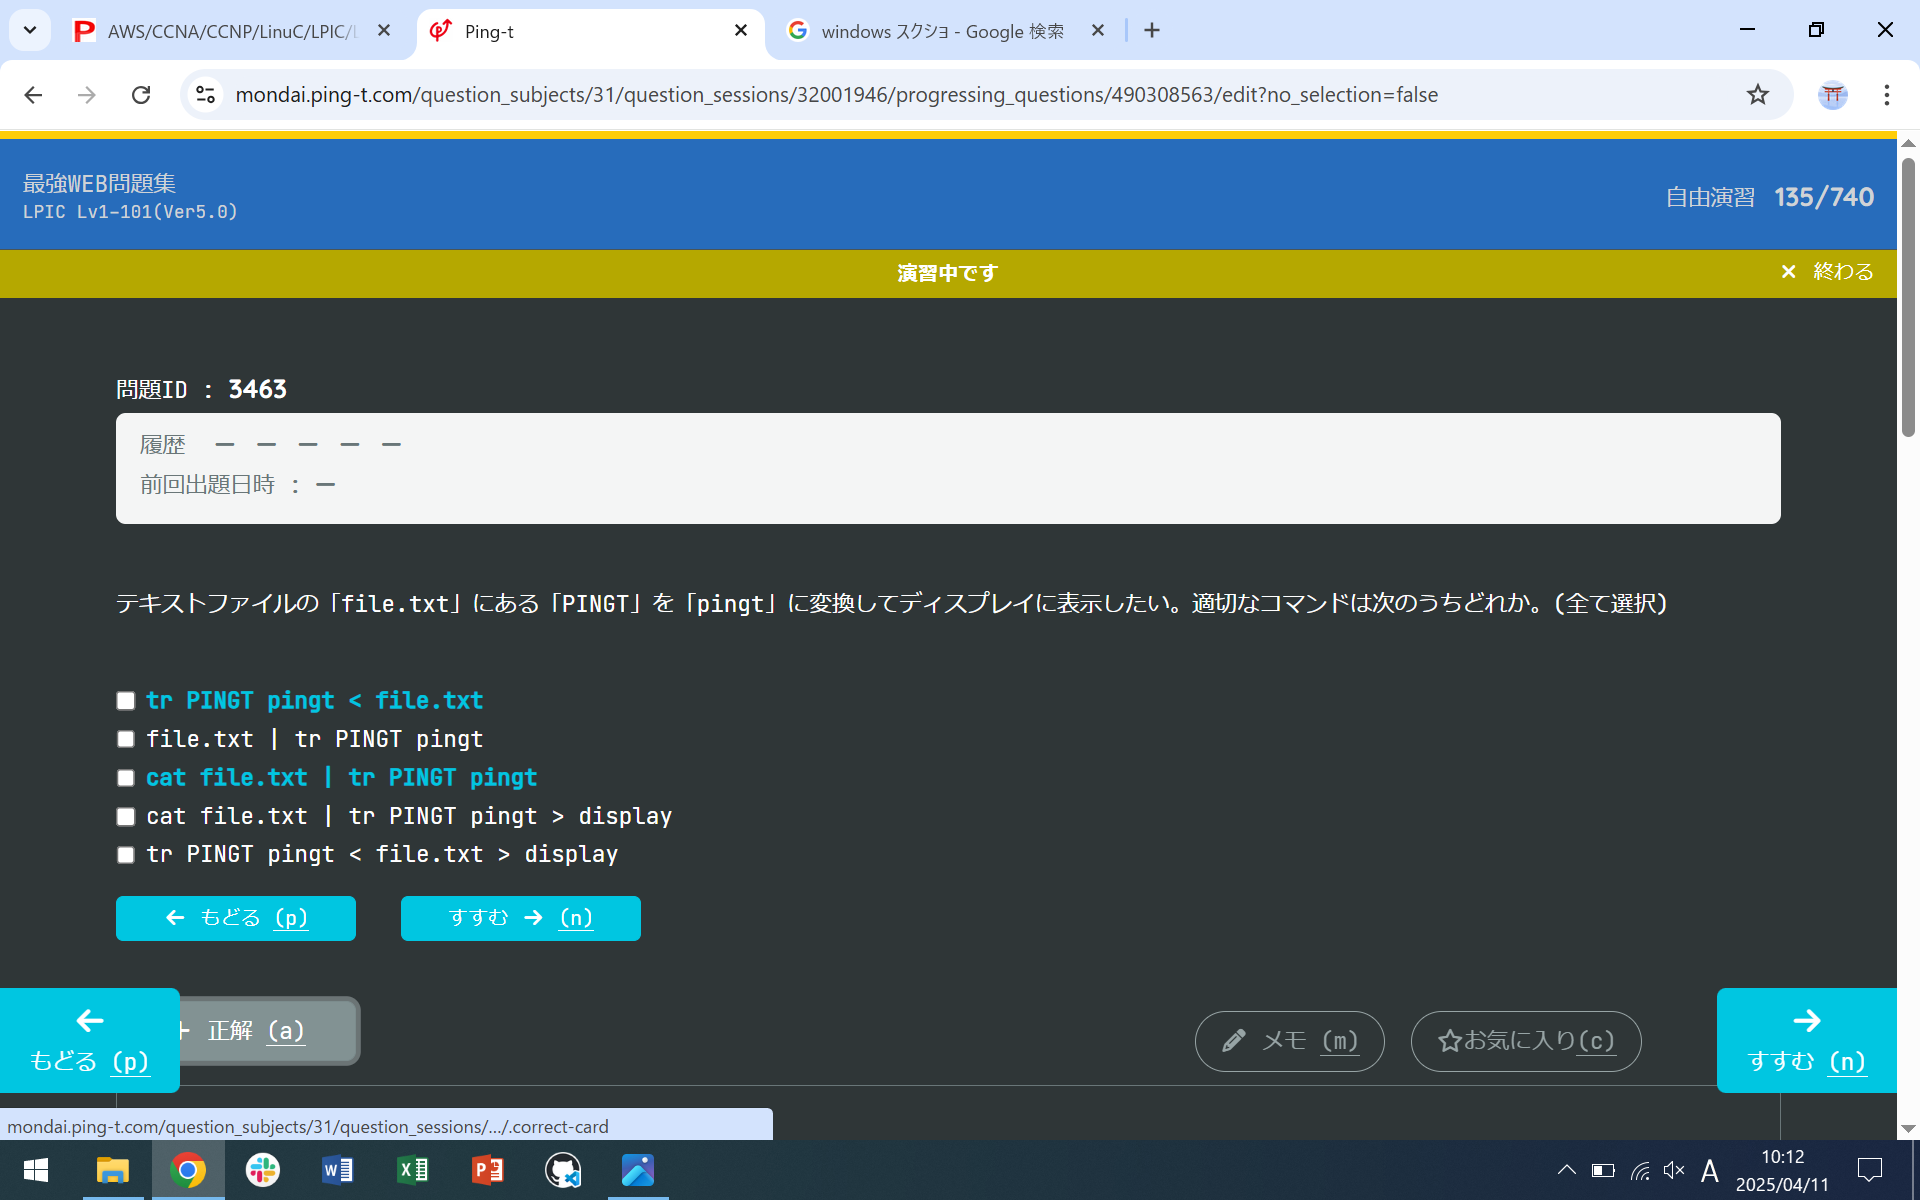 AWS/CCNA/CCNP/LinuC/LPIC/
Ping-t
windows スクショ - Google 検索
mondai.ping-t.com/question_subjects/31/question_sessions/32001946/progressing_questions/490308563/edit?no_selection=false
最強WEB問題集
LPIC Lv1-101(Ver5.0)
自由演習 135/740
演習中です
× 終わる
問題ID : 3463
履歴 ー ー ー ー ー
前回出題日時 : ー
テキストファイルの「file.txt」にある「PINGT」を「pingt」に変換してディスプレイに表示したい。適切なコマンドは次のうちどれか。(全て選択)
tr PINGT pingt < file.txt
file.txt | tr PINGT pingt
cat file.txt | tr PINGT pingt
cat file.txt | tr PINGT pingt > display
tr PINGT pingt < file.txt > display
← もどる (p)
すすむ → (n)
← もどる (p)
正解 (a)
メモ (m)
☆お気に入り(c)
→ すすむ (n)
mondai.ping-t.com/question_subjects/31/question_sessions/.../.correct-card
A
10:12
2025/04/11